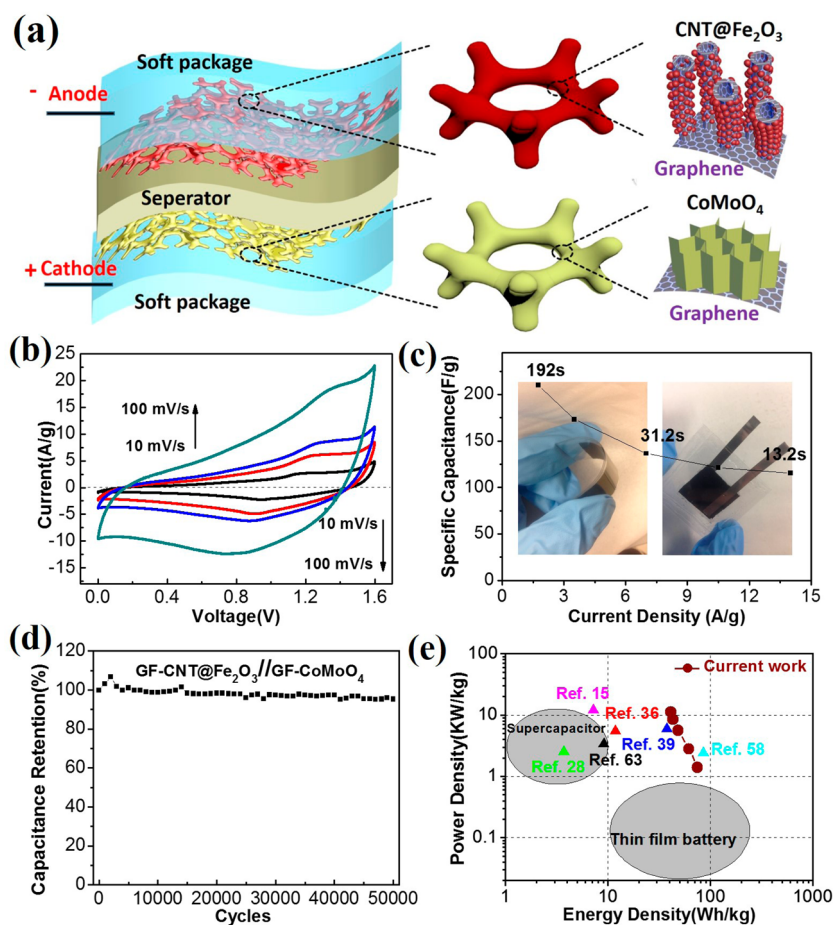 (a)
Soft package
- Anode
Seperator
+ Cathode
Soft package
CNT@Fe₂O₃
Graphene
CoMoO₄
Graphene
(b)
25
20
15
10
5
0
-5
-10
-15
Current(A/g)
100 mV/s
10 mV/s
10 mV/s
100 mV/s
0.0 0.4 0.8 1.2 1.6
Voltage(V)
(c)
200
150
100
50
0
Specific Capacitance(F/g)
192s
31.2s
13.2s
0 3 6 9 12 15
Current Density (A/g)
(d)
120
100
80
60
40
20
0
Capacitance Retention(%)
GF-CNT@Fe₂O₃//GF-CoMoO₄
0 10000 20000 30000 40000 50000
Cycles
(e)
100
10
1
0.1
Power Density(KW/kg)
Current work
Ref. 15
Ref. 36
Supercapacitor
Ref. 39
Ref. 58
Ref. 63
Ref. 28
Thin film battery
1 10 100 1000
Energy Density(Wh/kg)